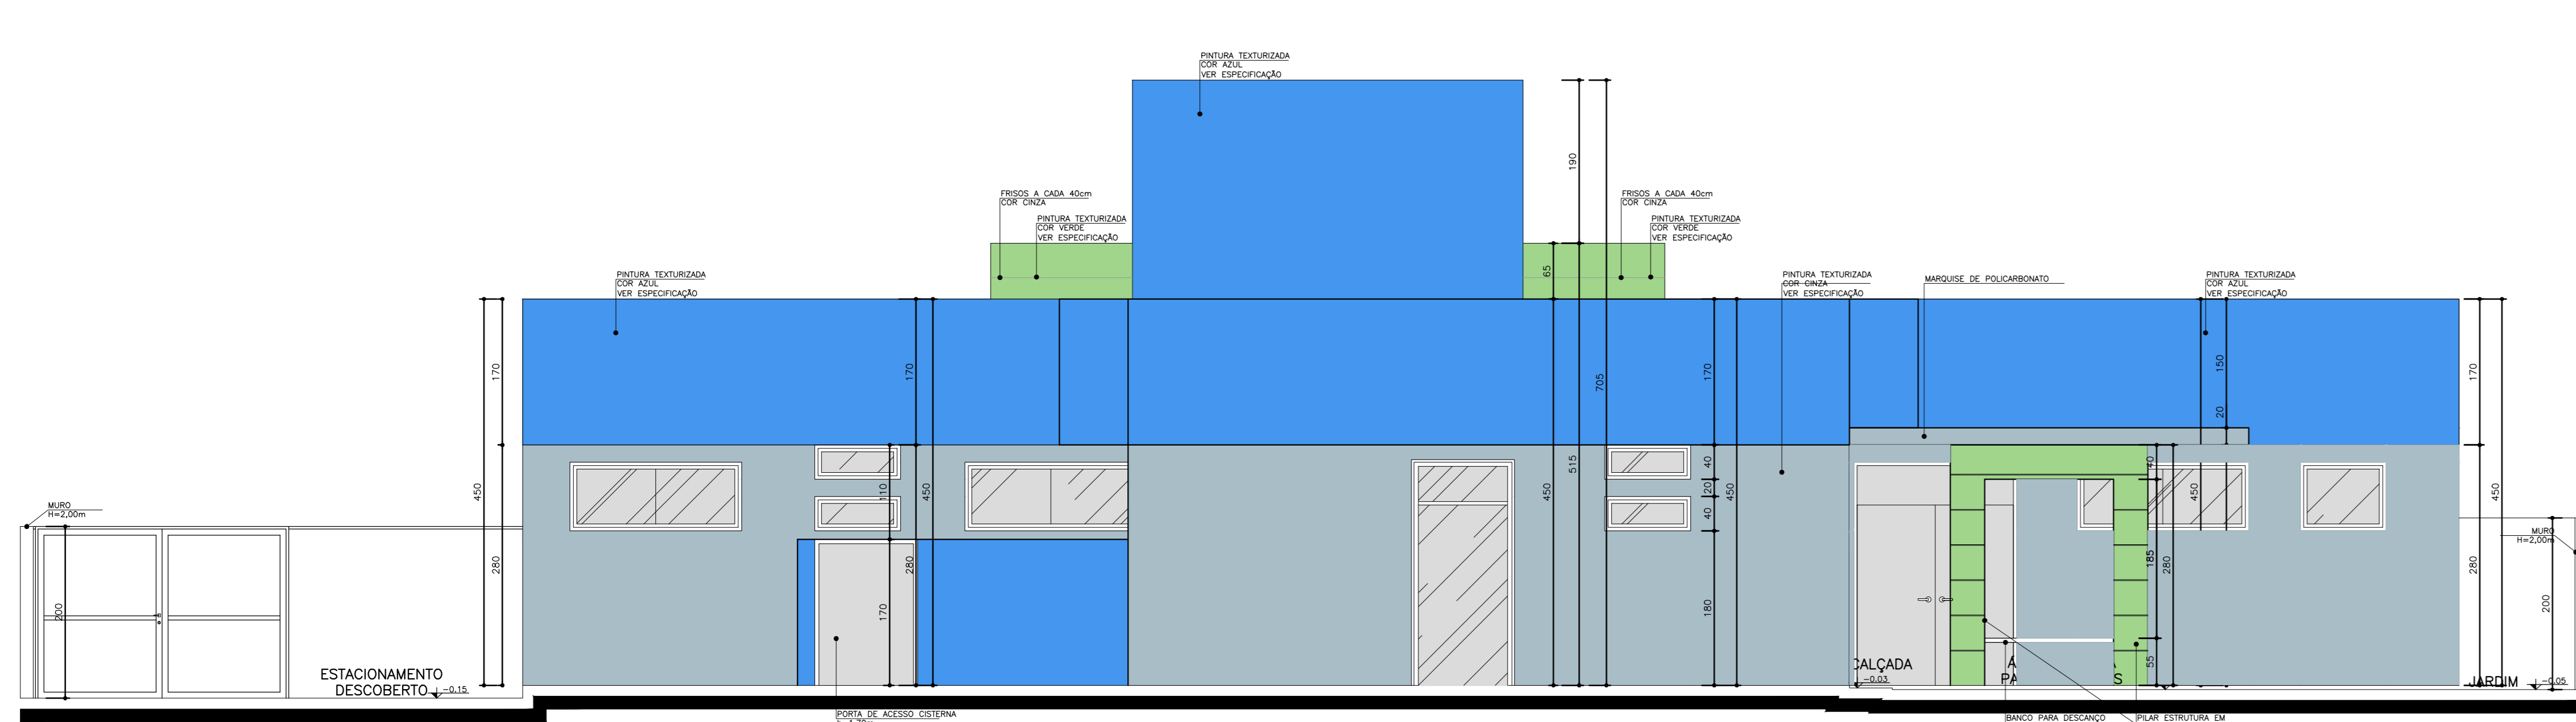 PINTURA TEXTURIZADA
COR AZUL
VER ESPECIFICAÇÃO
190
FRISOS A CADA 40cm
COR CINZA
PINTURA TEXTURIZADA
COR VERDE
VER ESPECIFICAÇÃO
FRISOS A CADA 40cm
COR CINZA
PINTURA TEXTURIZADA
COR VERDE
VER ESPECIFICAÇÃO
65
PINTURA TEXTURIZADA
COR AZUL
VER ESPECIFICAÇÃO
PINTURA TEXTURIZADA
COR CINZA
VER ESPECIFICAÇÃO
MARQUISE DE POLICARBONATO
PINTURA TEXTURIZADA
COR AZUL
VER ESPECIFICAÇÃO
170
170
705
170
150
170
20
450
110
450
450
515
40
20
40
450
40
450
450
MURO
H=2,00m
MURO
H=2,00m
280
280
185
280
280
200
170
180
200
55
ESTACIONAMENTO
DESCOBERTO
-0.15
CALÇADA
-0.03
A
PA
S
JARDIM
-0.05
PORTA DE ACESSO CISTERNA
BANCO PARA DESCANÇO
PILAR ESTRUTURA EM